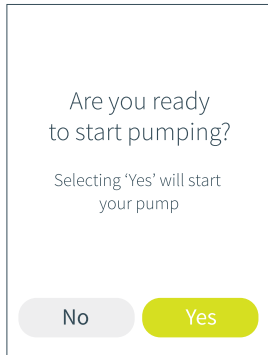 Are you ready
to start pumping?
Selecting ‘Yes’ will start
your pump
No
Yes